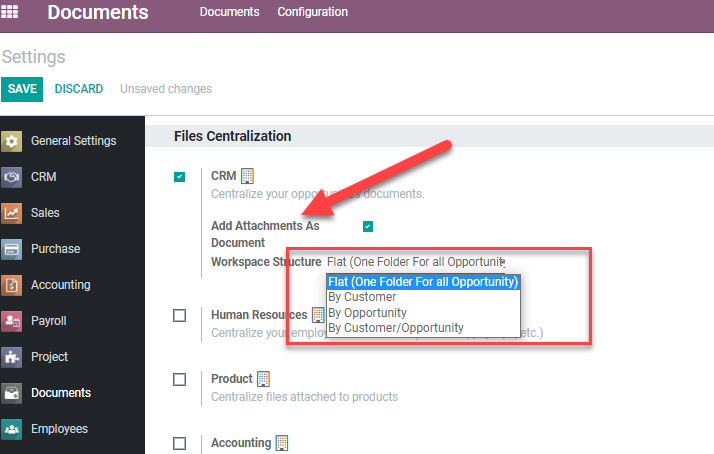 Documents Documents Configuration
Settings
SAVE DISCARD Unsaved changes
General Settings
CRM
Sales
Purchase
Accounting
Payroll
Project
Documents
Employees
Files Centralization
CRM
Centralize your documents.
Add Attachments As
Document
Workspace Structure Flat (One Folder For all Opportunit
Flat (One Folder For all Opportunity)
By Customer
By Opportunity
By Customer/Opportunity
Human Resources
Centralize your etc.)
Product
Centralize files attached to products
Accounting